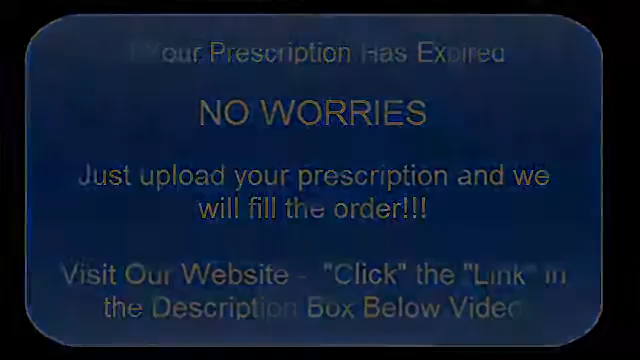 Your Prescription Has Expired
NO WORRIES
Just upload your prescription and we
will fill the order!!!
Visit Our Website - "Click" the "Link" in
the Description Box Below Video